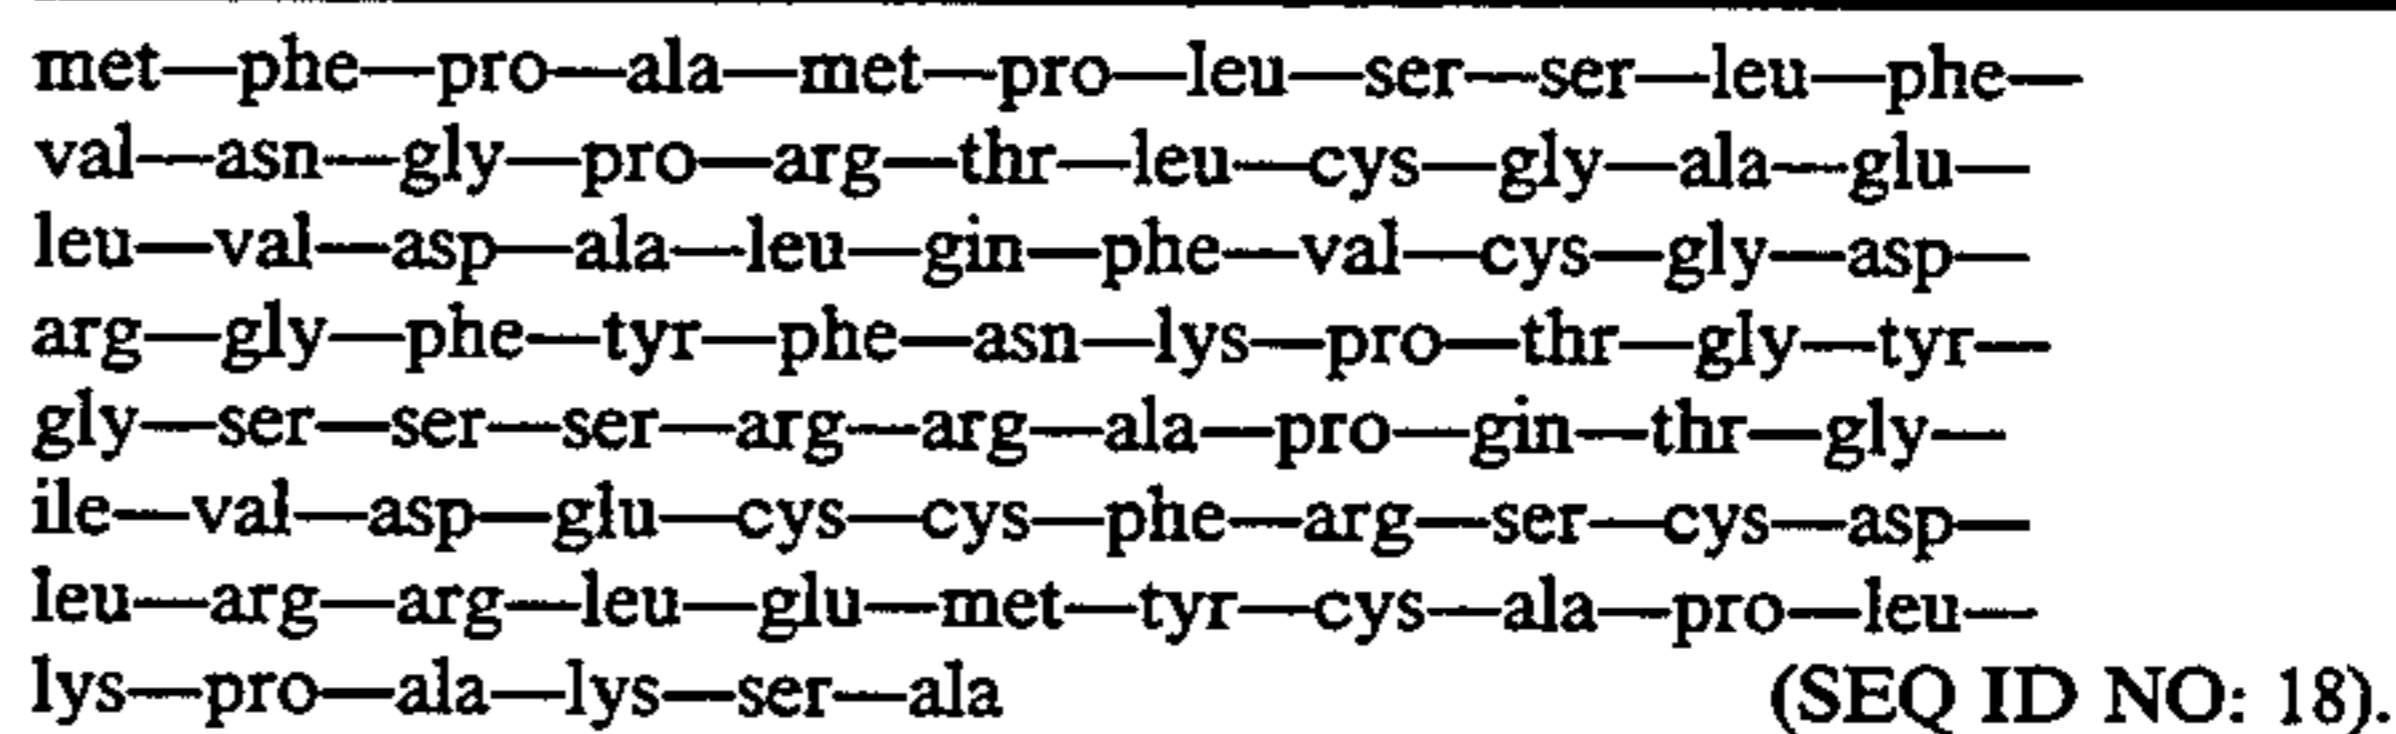 met—phe—pro—ala—met—pro—leu—ser—ser—leu—phe—
val—asn—gly—pro—arg—thr—leu—cys—gly—ala—glu—
leu—val—asp—ala—leu—gin—phe—val—cys—gly—asp—
arg—gly—phe—tyr—phe—asn—lys—pro—thr—gly—tyr—
gly—ser—ser—ser—arg—arg—ala—pro—gin—thr—gly—
ile—val—asp—glu—cys—cys—phe—arg—ser—cys—asp—
leu—arg—arg—leu—glu—met—tyr—cys—ala—pro—leu—
lys—pro—ala—lys—ser—ala (SEQ ID NO: 18).